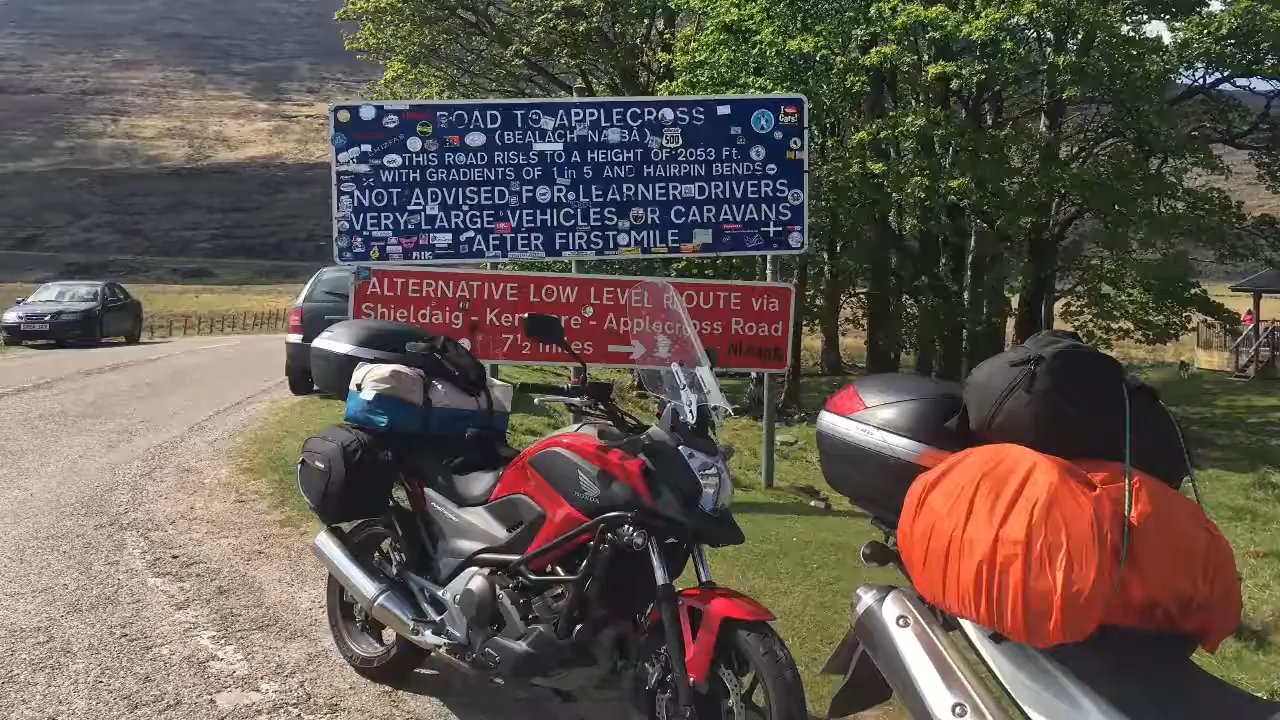 ROAD TO APPLECROSS
(BEALACH NA BA)
THIS ROAD RISES TO A HEIGHT OF 2053 Ft.
WITH GRADIENTS OF 1 in 5 AND HAIRPIN BENDS
NOT ADVISED FOR LEARNER DRIVERS
VERY LARGE VEHICLES OR CARAVANS
AFTER FIRST MILE
ALTERNATIVE LOW LEVEL ROUTE via
Shieldaig - Kenmore - Applecross Road
7½ miles
500
HONDA